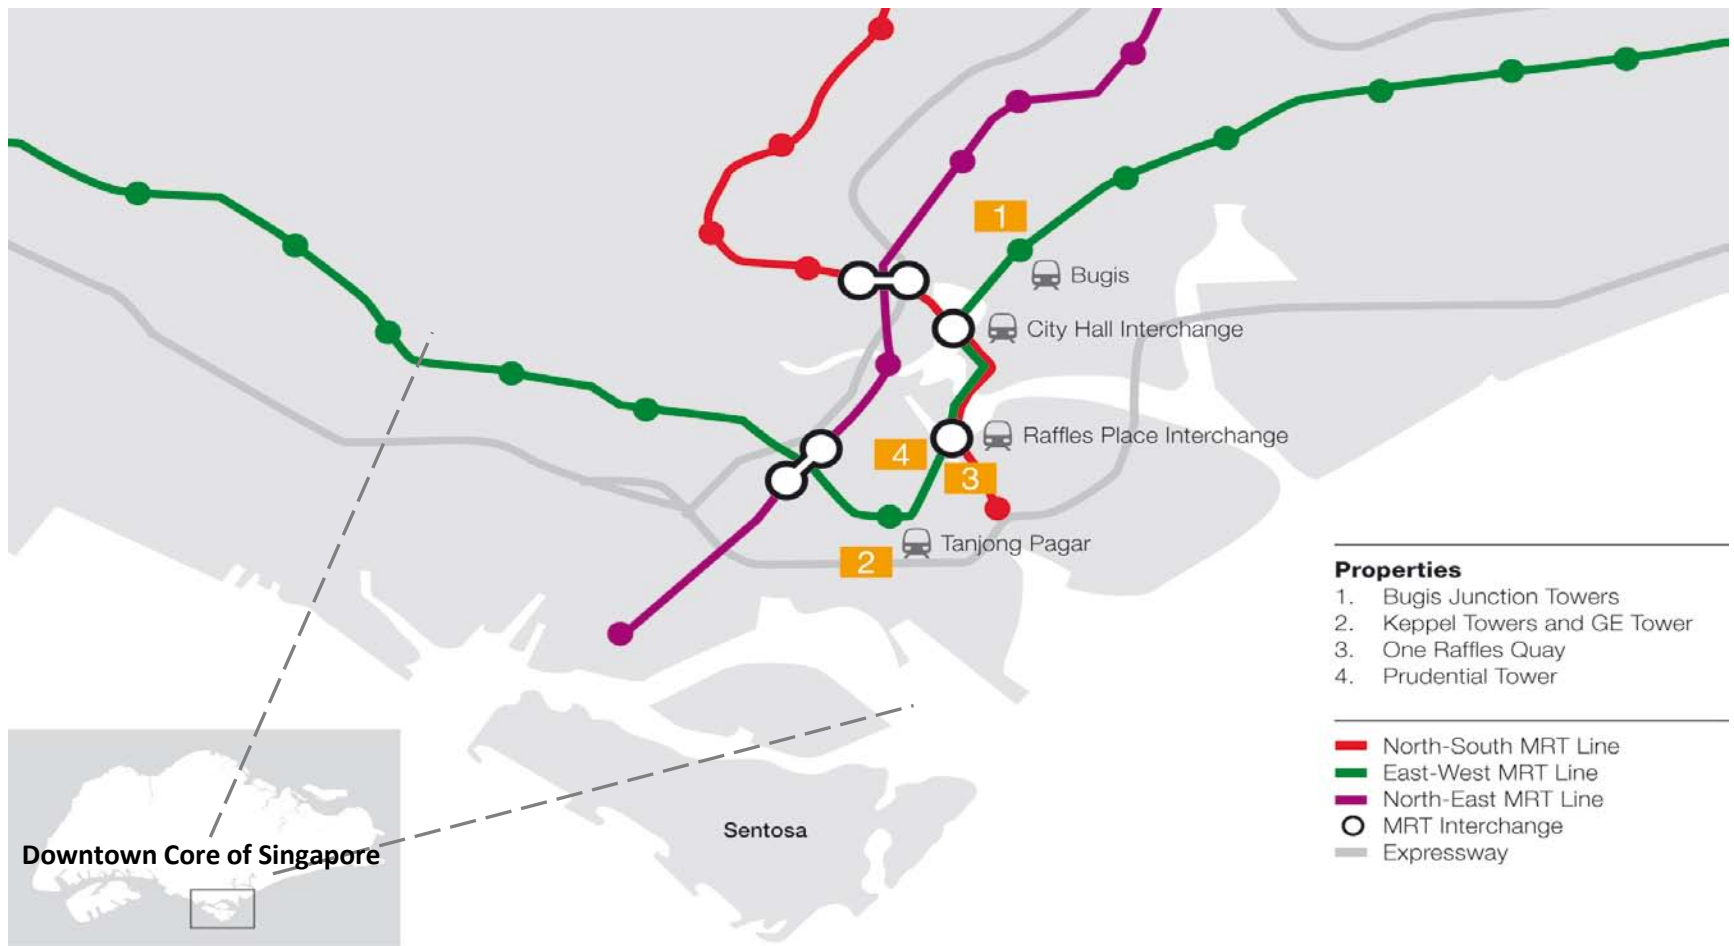 1
Bugis
City Hall Interchange
Raffles Place Interchange
4
3
Tanjong Pagar
2
Properties
1. Bugis Junction Towers
2. Keppel Towers and GE Tower
3. One Raffles Quay
4. Prudential Tower
North-South MRT Line
East-West MRT Line
North-East MRT Line
MRT Interchange
Expressway
Sentosa
Downtown Core of Singapore